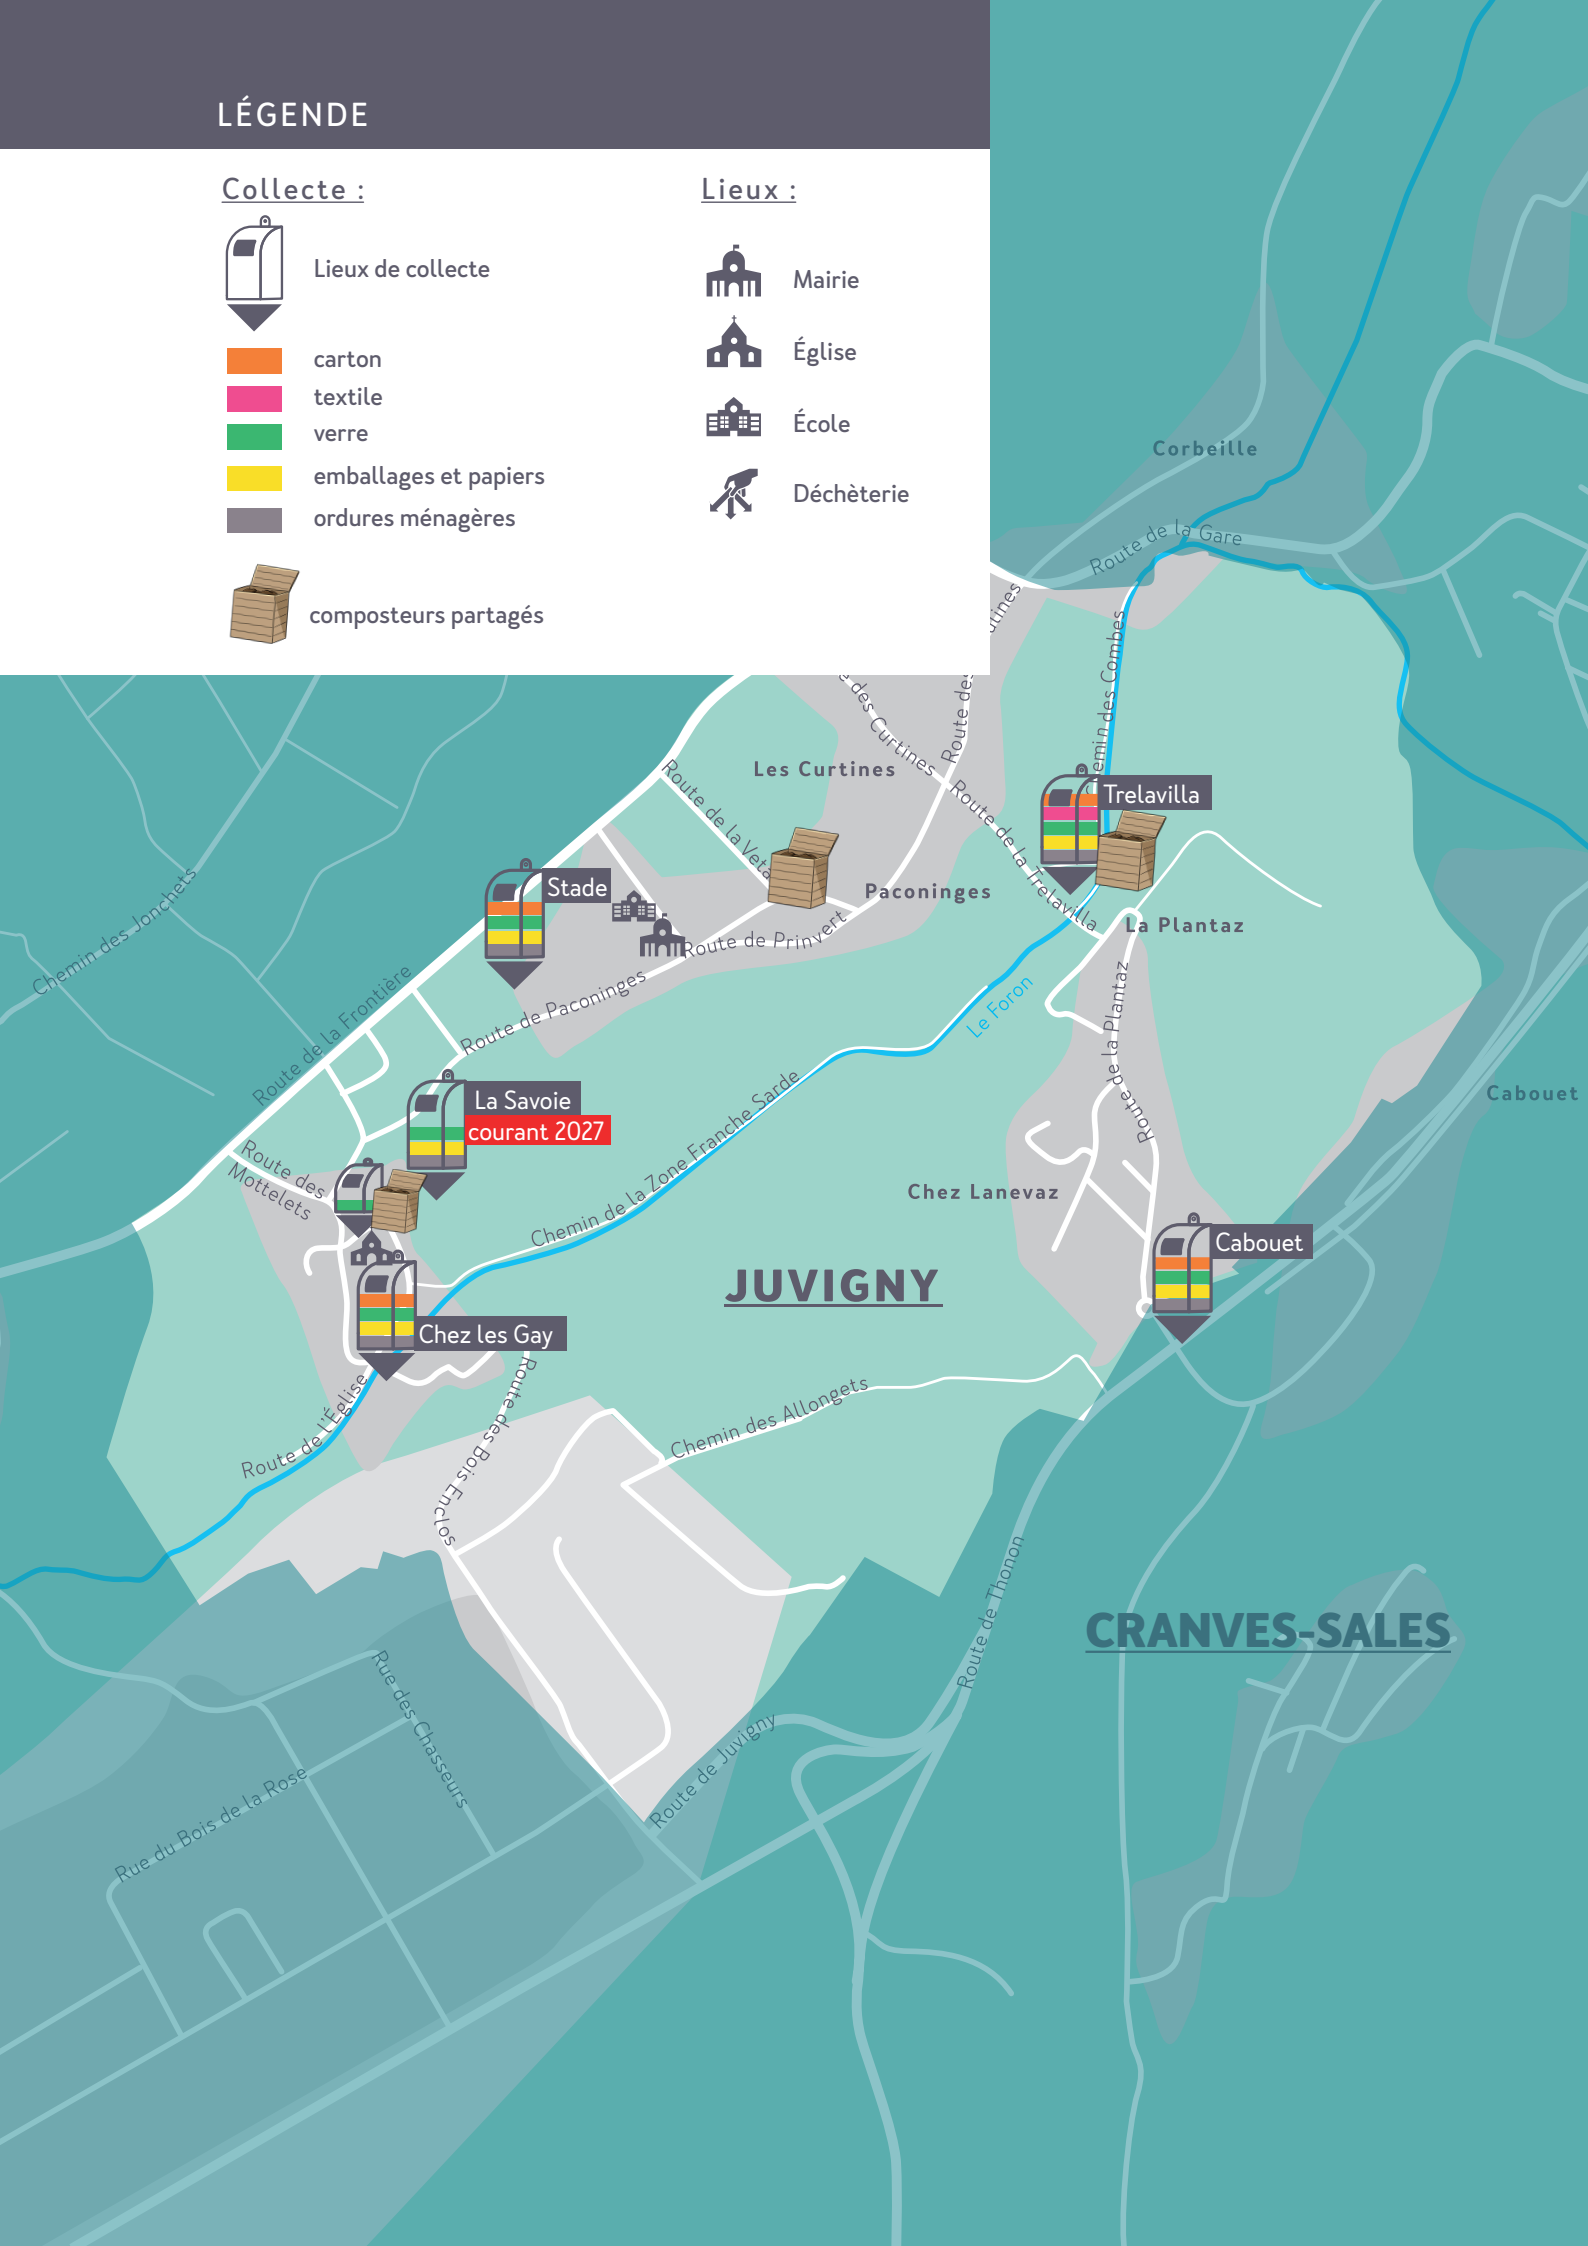 LÉGENDE
Collecte :
Lieux de collecte
carton
textile
verre
emballages et papiers
ordures ménagères
composteurs partagés
Lieux :
Mairie
Église
École
Déchèterie
Corbeille
Route de la Gare
Chemin des Combes
des Curtines
Route des
Les Curtines
Route de la Trelavilla
Trelavilla
Route de la
Stade
Paconinges
La Plantaz
Route de Prinvert
Chemin des Jonchets
Route de la Frontière
Route de Paconinges
Le Foron
Route de la Plantaz
La Savoie
courant 2027
Cabouet
Route des
Mottelets
Chemin de la Zone Franche Sarde
Chez Lanevaz
Cabouet
JUVIGNY
Chez les Gay
Route de l'Église
Route des Bois Enclos
Chemin des Allongets
Route de Thonon
CRANVES-SALES
Rue des Chasseurs
Route de Juvigny
Rue du Bois de la Rose